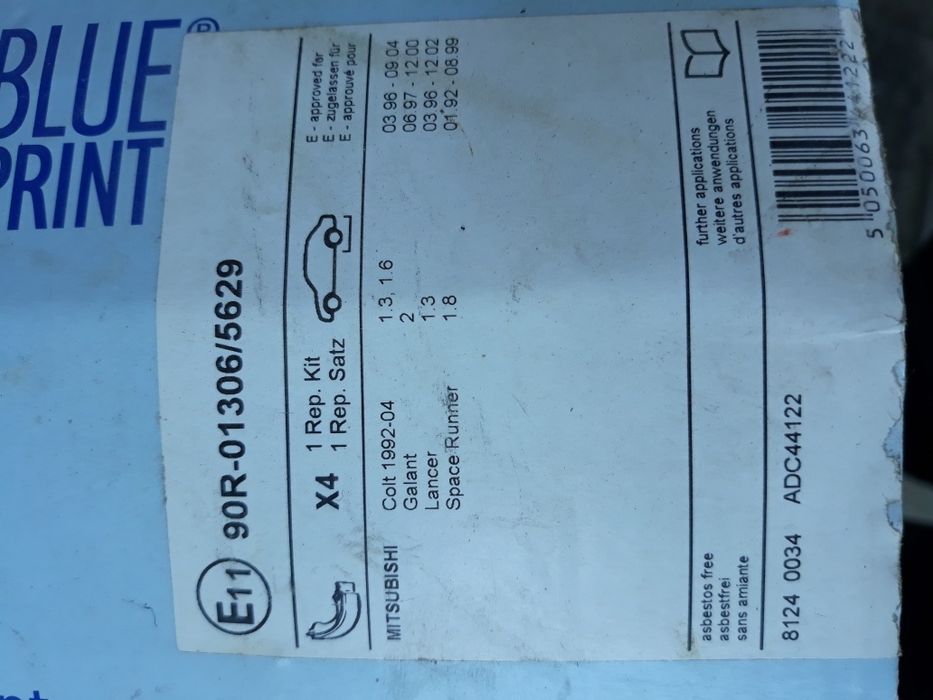 BLUE
PRINT
E11 90R-01306/5629
X4 1 Rep. Kit
1 Rep. Satz
E - approved for
E - zugelassen für
E - approuvé pour
MITSUBISHI Colt 1992-04 1.3, 1.6 03.96 - 09.04
Galant 2 06.97 - 12.00
Lancer 1.3 03.96 - 12.02
Space Runner 1.8 01.92 - 08.99
asbestos free
asbestfrei
sans amiante
further applications
weitere anwendungen
d'autres applications
8124 0034 ADC44122
5 050063 441222